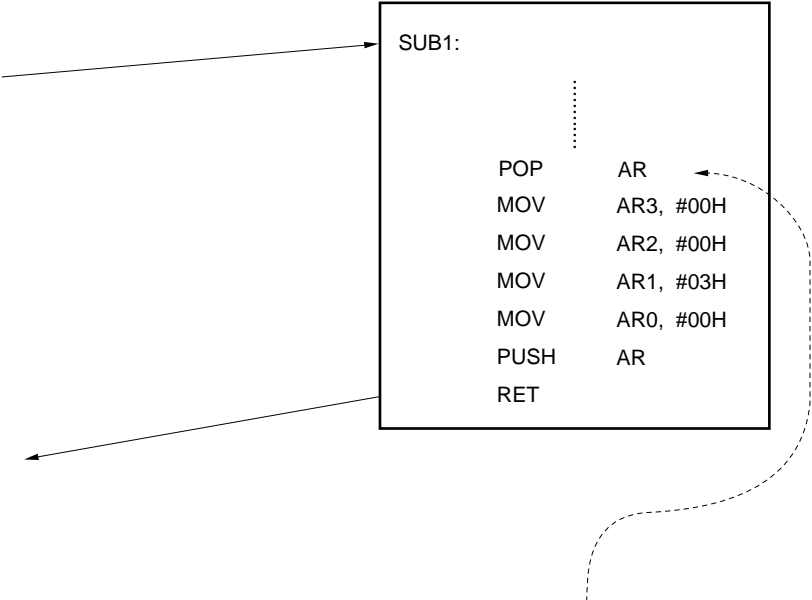 SUB1:
POP AR
MOV AR3, #00H
MOV AR2, #00H
MOV AR1, #03H
MOV AR0, #00H
PUSH AR
RET